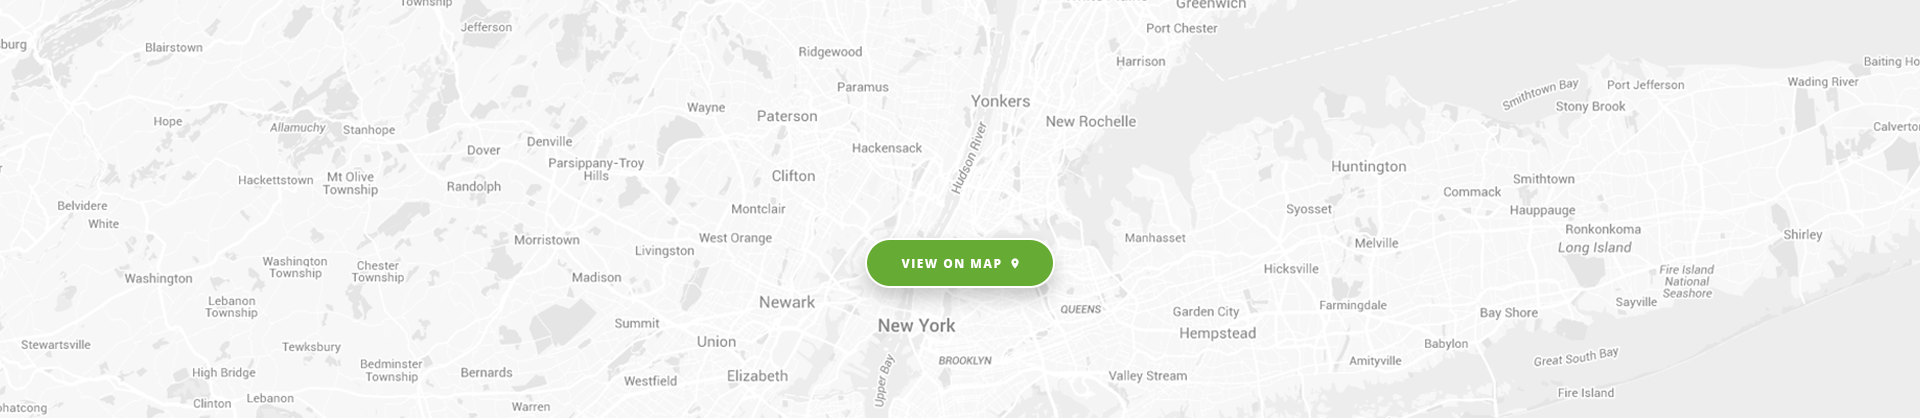 Township
Greenwich
Jefferson
Port Chester
Blairstown
Ridgewood
Harrison
Baiting Ho
Paramus
Smithtown Bay
Port Jefferson
Wading River
Wayne
Yonkers
Stony Brook
Paterson
Hope
Allamuchy
Stanhope
New Rochelle
Calverton
Denville
Dover
Hackensack
Hudson River
Parsippany-Troy
Hills
Huntington
Hackettstown
Mt Olive
Township
Randolph
Clifton
Smithtown
Commack
Belvidere
Montclair
Syosset
Hauppauge
White
Ronkonkoma
Morristown
West Orange
Manhasset
Melville
Long Island
Shirley
Livingston
Washington
Township
Chester
Township
VIEW ON MAP
Hicksville
Fire Island
National
Seashore
Washington
Madison
Lebanon
Township
Newark
QUEENS
Garden City
Farmingdale
Sayville
Bay Shore
Summit
New York
Hempstead
Stewartsville
Tewksbury
Union
Babylon
Bedminster
Township
BROOKLYN
Amityville
Great South Bay
High Bridge
Bernards
Westfield
Elizabeth
Upper Bay
Valley Stream
Fire Island
Clinton
Lebanon
Warren
phatcong